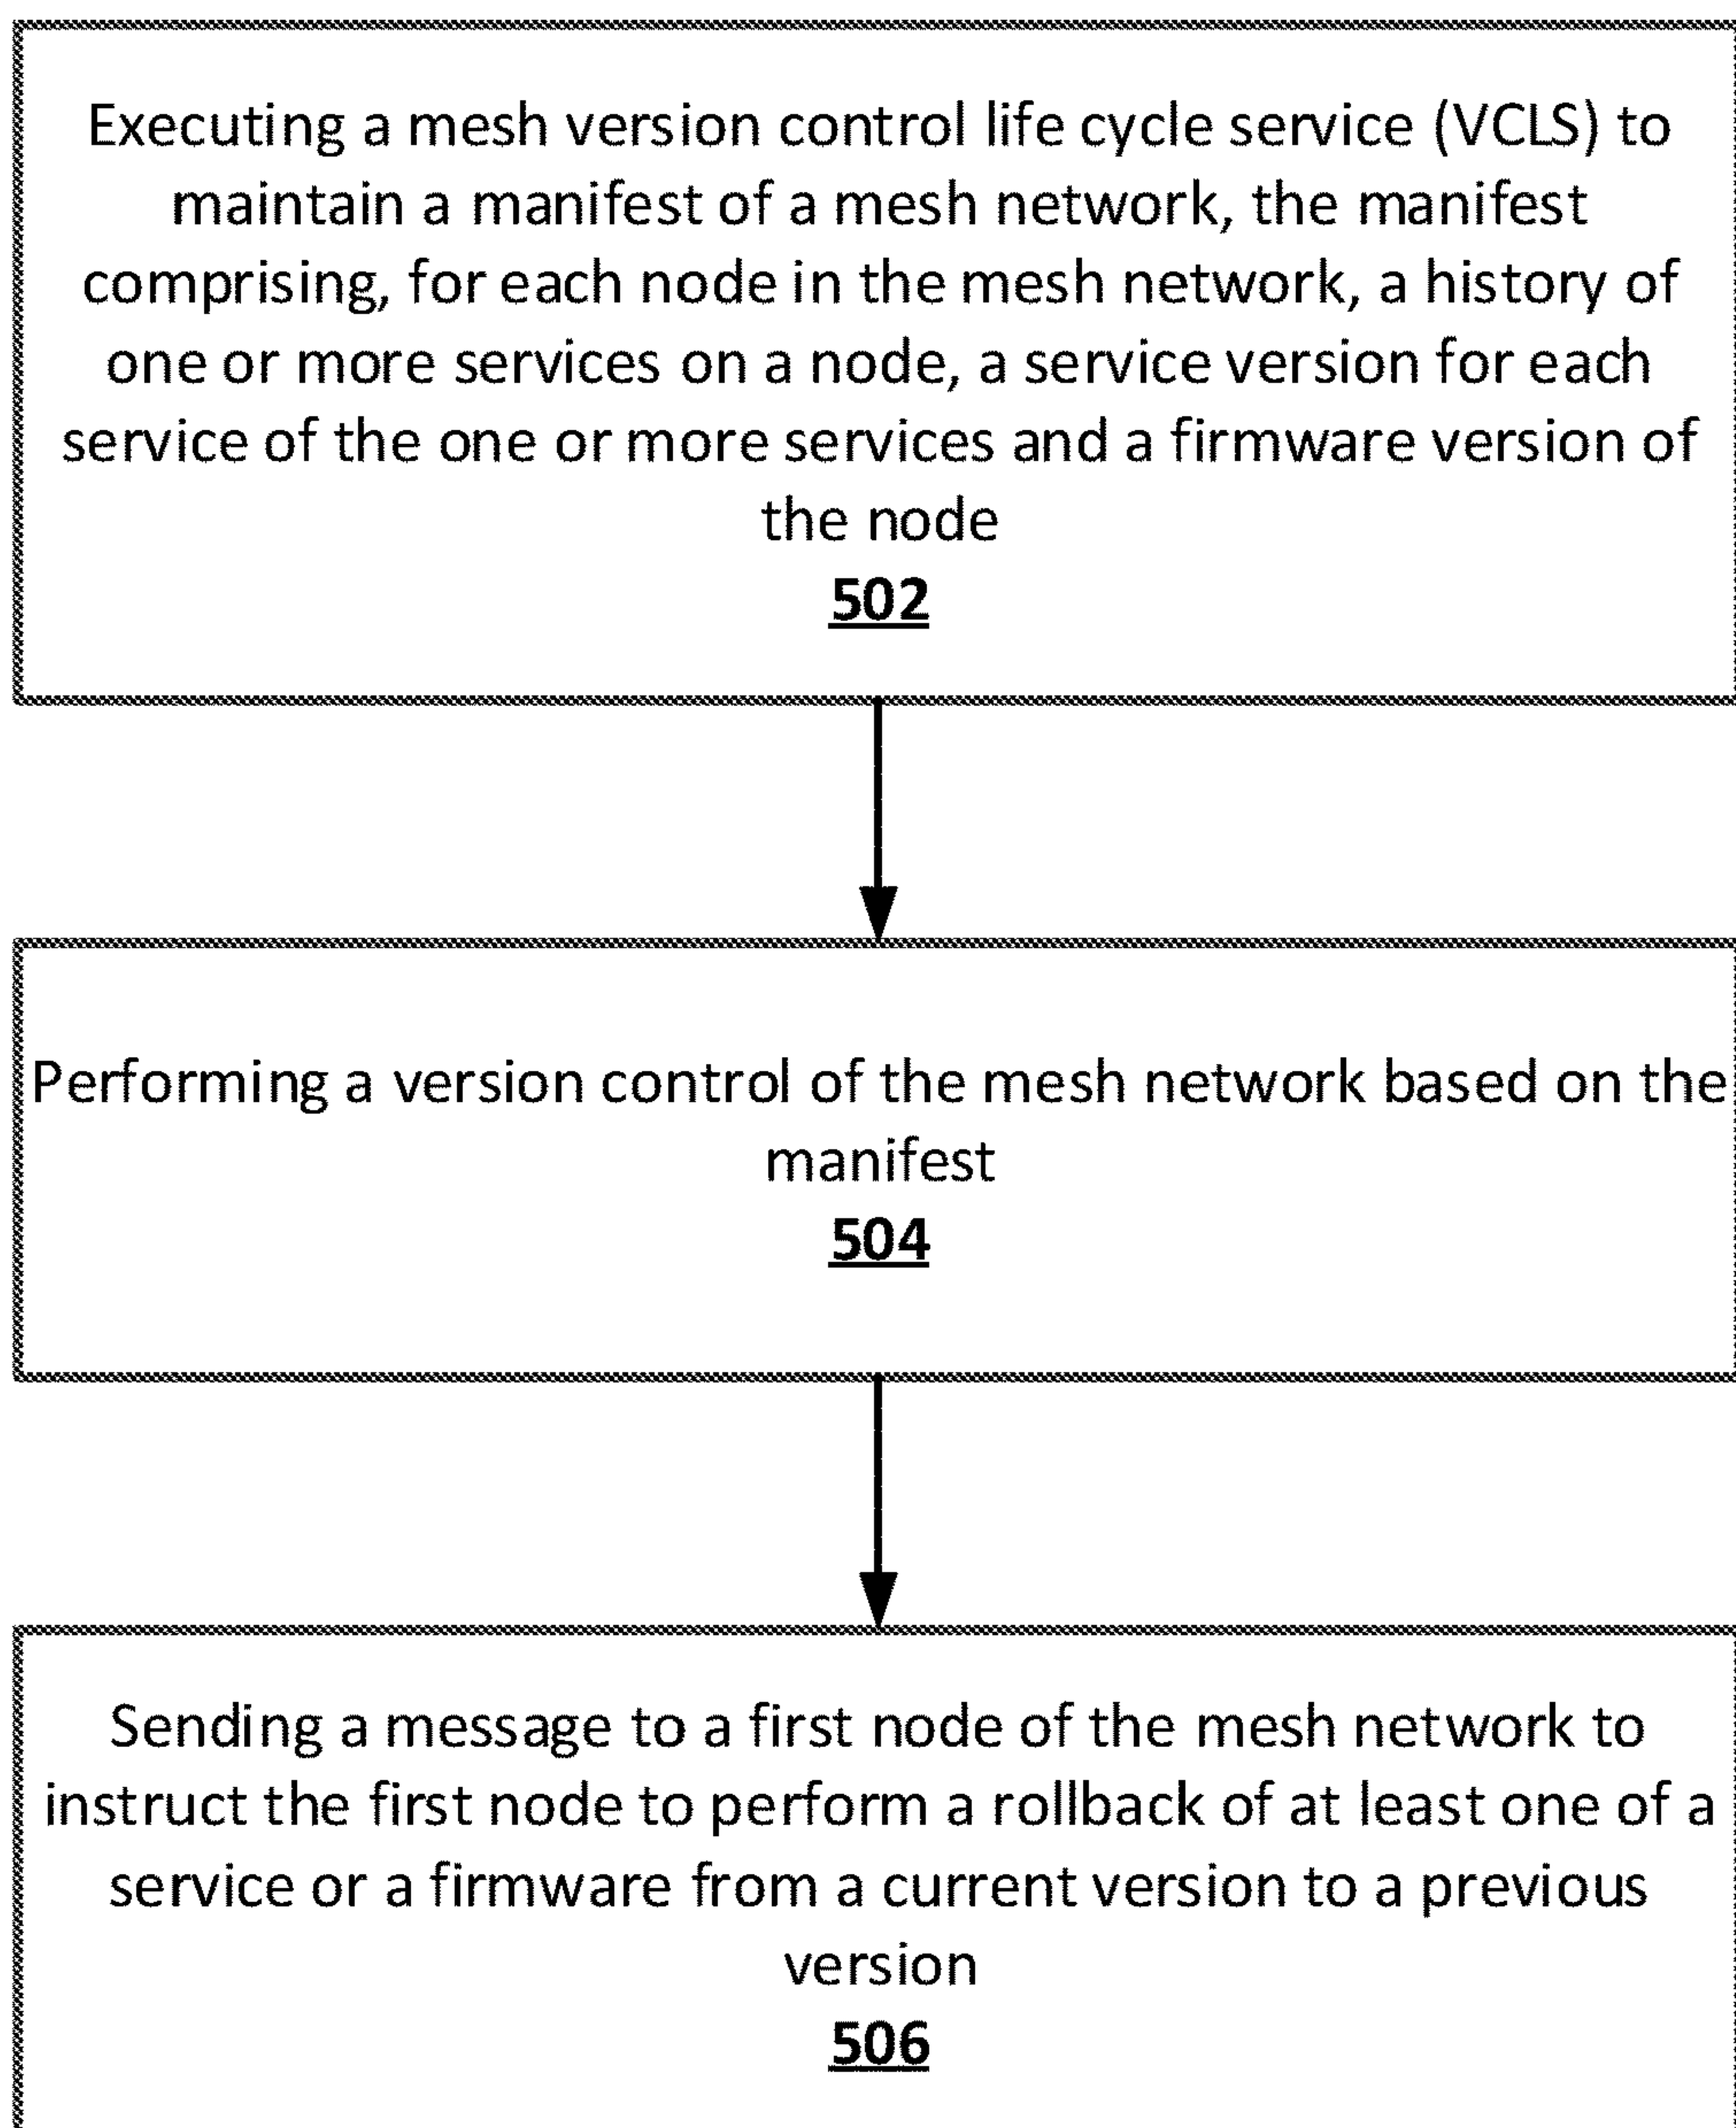 Executing a mesh version control life cycle service (VCLS) to
maintain a manifest of a mesh network, the manifest
comprising, for each node in the mesh network, a history of
one or more services on a node, a service version for each
service of the one or more services and a firmware version of
the node
502
Performing a version control of the mesh network based on the
manifest
504
Sending a message to a first node of the mesh network to
instruct the first node to perform a rollback of at least one of a
service or a firmware from a current version to a previous
version
506